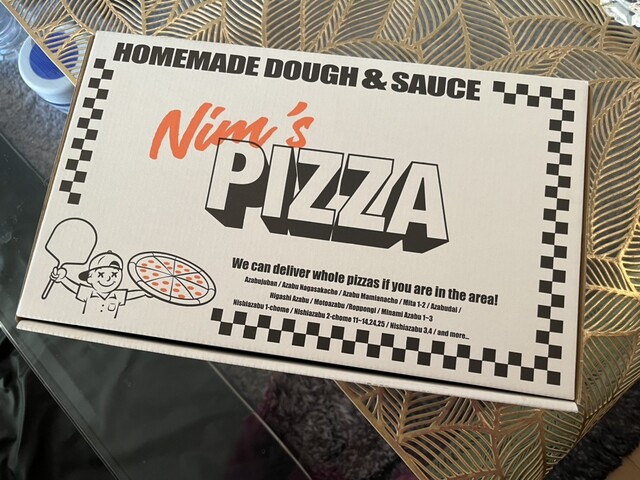 HOMEMADE DOUGH & SAUCE
Nim's
PIZZA
We can deliver whole pizzas if you are in the area!
Azabujuban / Azabu Nagasakacho / Azabu Mamianacho / Mita 1-2 / Azabudai /
Higashi Azabu / Motoazabu /Roppongi / Minami Azabu 1~3
Nishiazabu 1-chome / Nishiazabu 2-chome 11~14,24,25 / Nishiazabu 3,4 / and more...